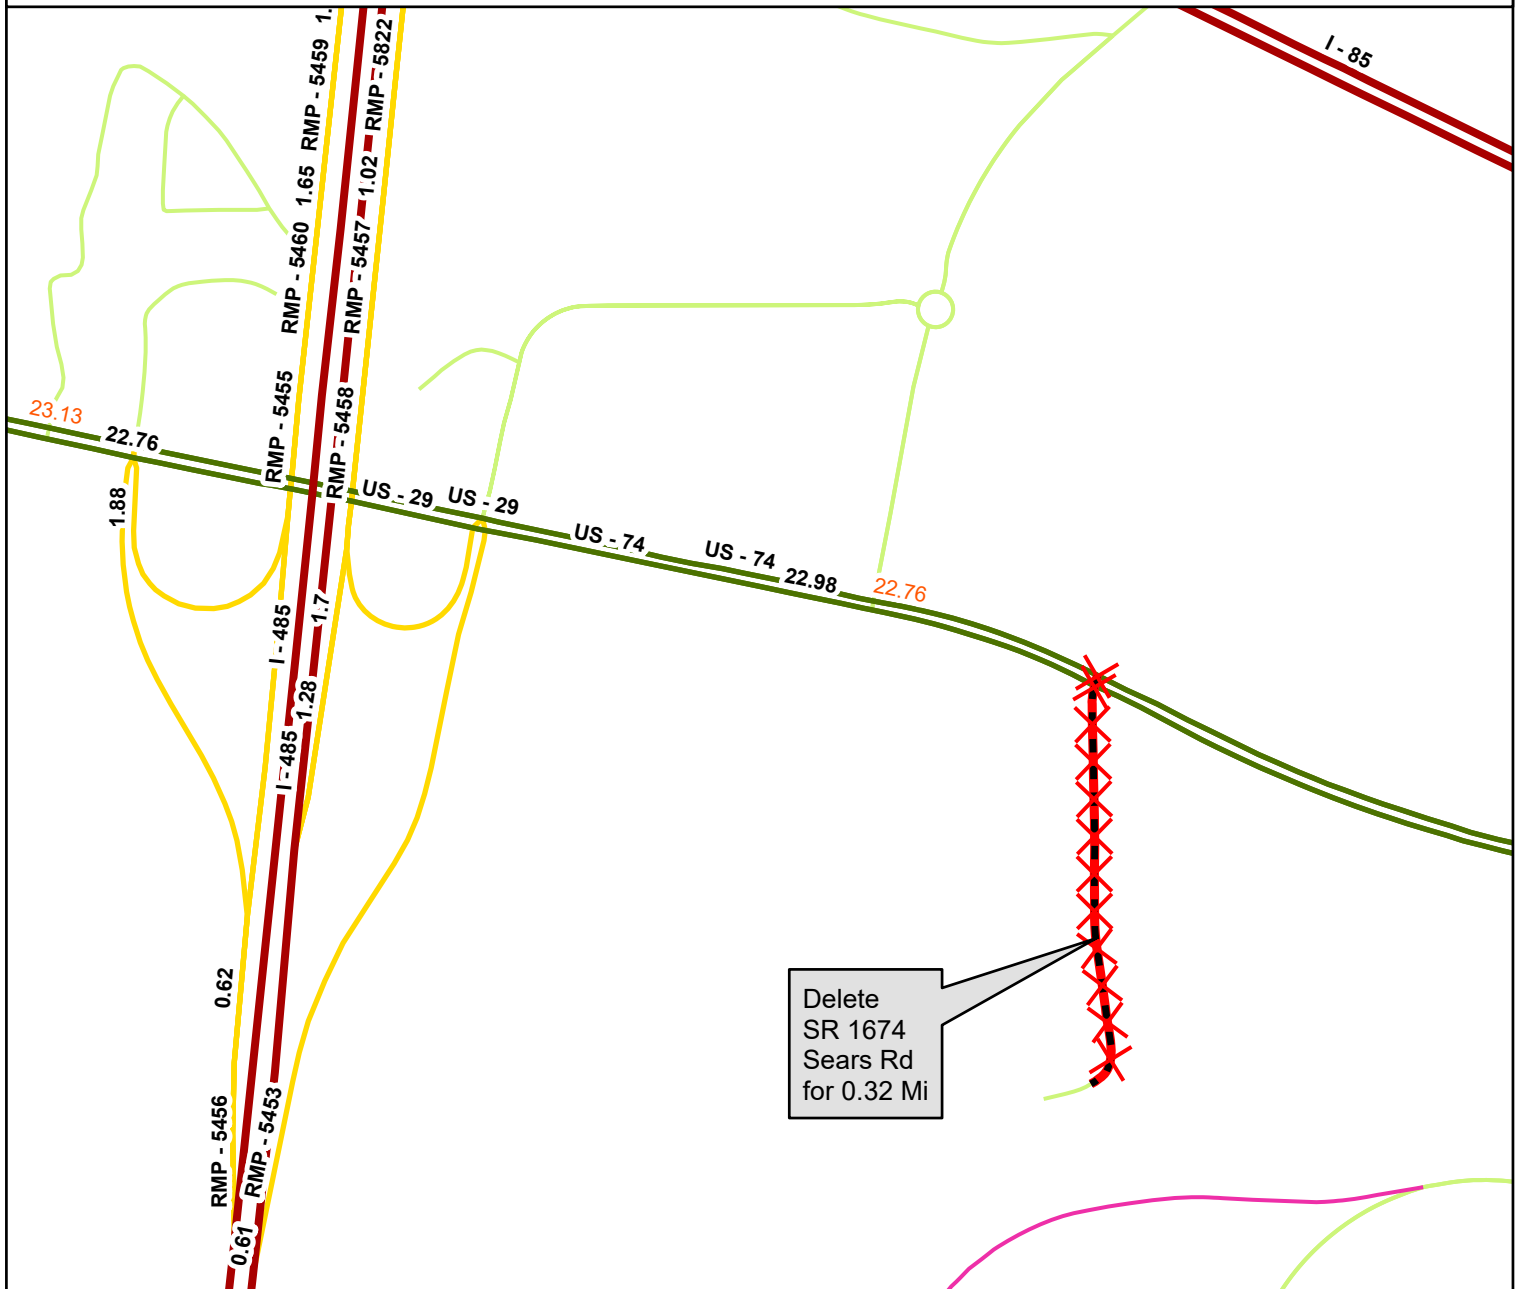 1.
RMP - 5459
RMP - 5822
I - 85
1.65
1.02
RMP - 5460
RMP - 5457
RMP - 5455
RMP - 5458
23.13
22.76
1.88
US - 29
US - 29
US - 74
US - 74
22.98
22.76
I - 485
1.7
1.28
I - 485
0.62
Delete
SR 1674
Sears Rd
for 0.32 Mi
RMP - 5456
RMP - 5453
0.61